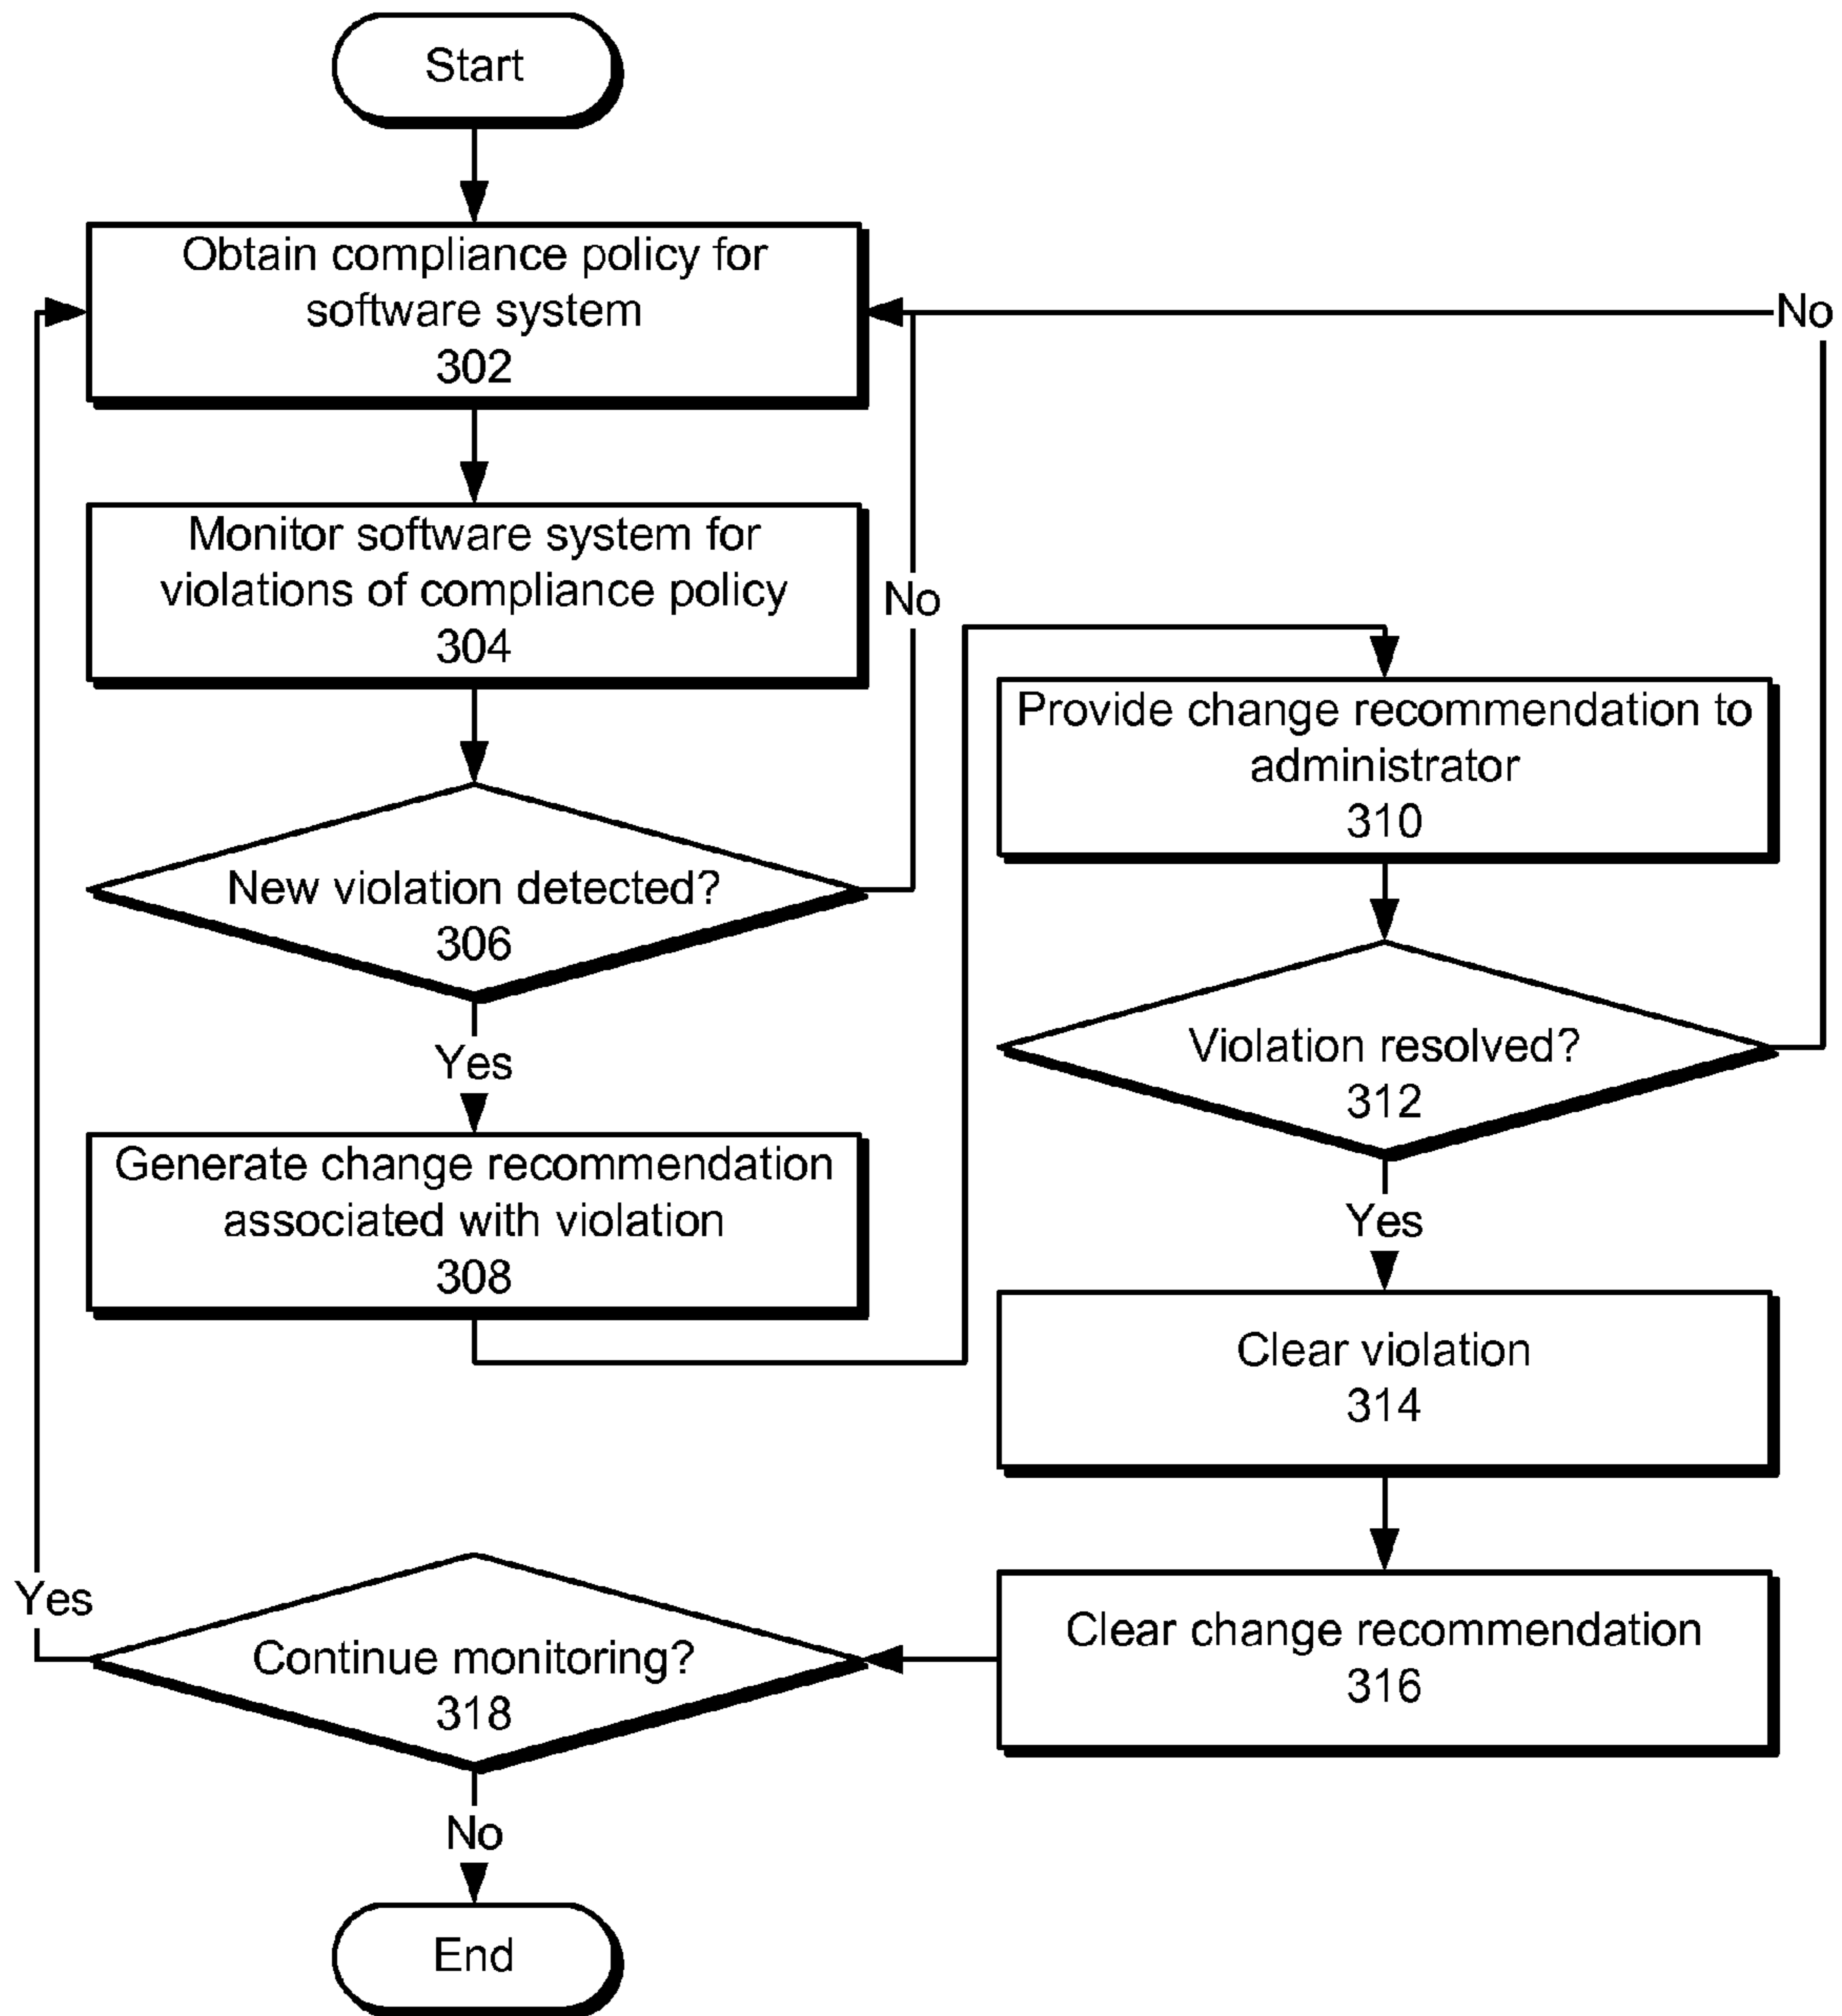 Start
Obtain compliance policy for
software system
302
No
Monitor software system for
violations of compliance policy
304
No
New violation detected?
306
Yes
Generate change recommendation
associated with violation
308
Provide change recommendation to
administrator
310
Violation resolved?
312
Yes
Clear violation
314
Clear change recommendation
316
Continue monitoring?
318
Yes
No
End